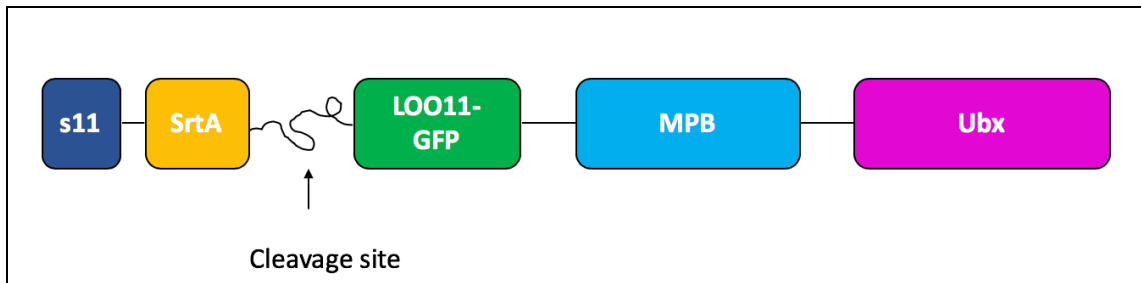 s11
SrtA
LOO11-
GFP
MPB
Ubx
Cleavage site